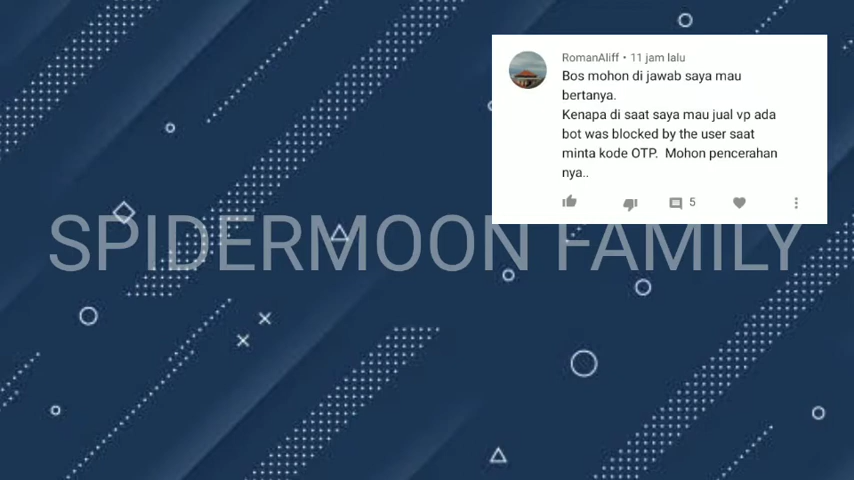 RomanAliff • 11 jam lalu
Bos mohon di jawab saya mau
bertanya.
Kenapa di saat saya mau jual vp ada
bot was blocked by the user saat
minta kode OTP. Mohon pencerahan
nya..
5
SPIDERMOON FAMILY